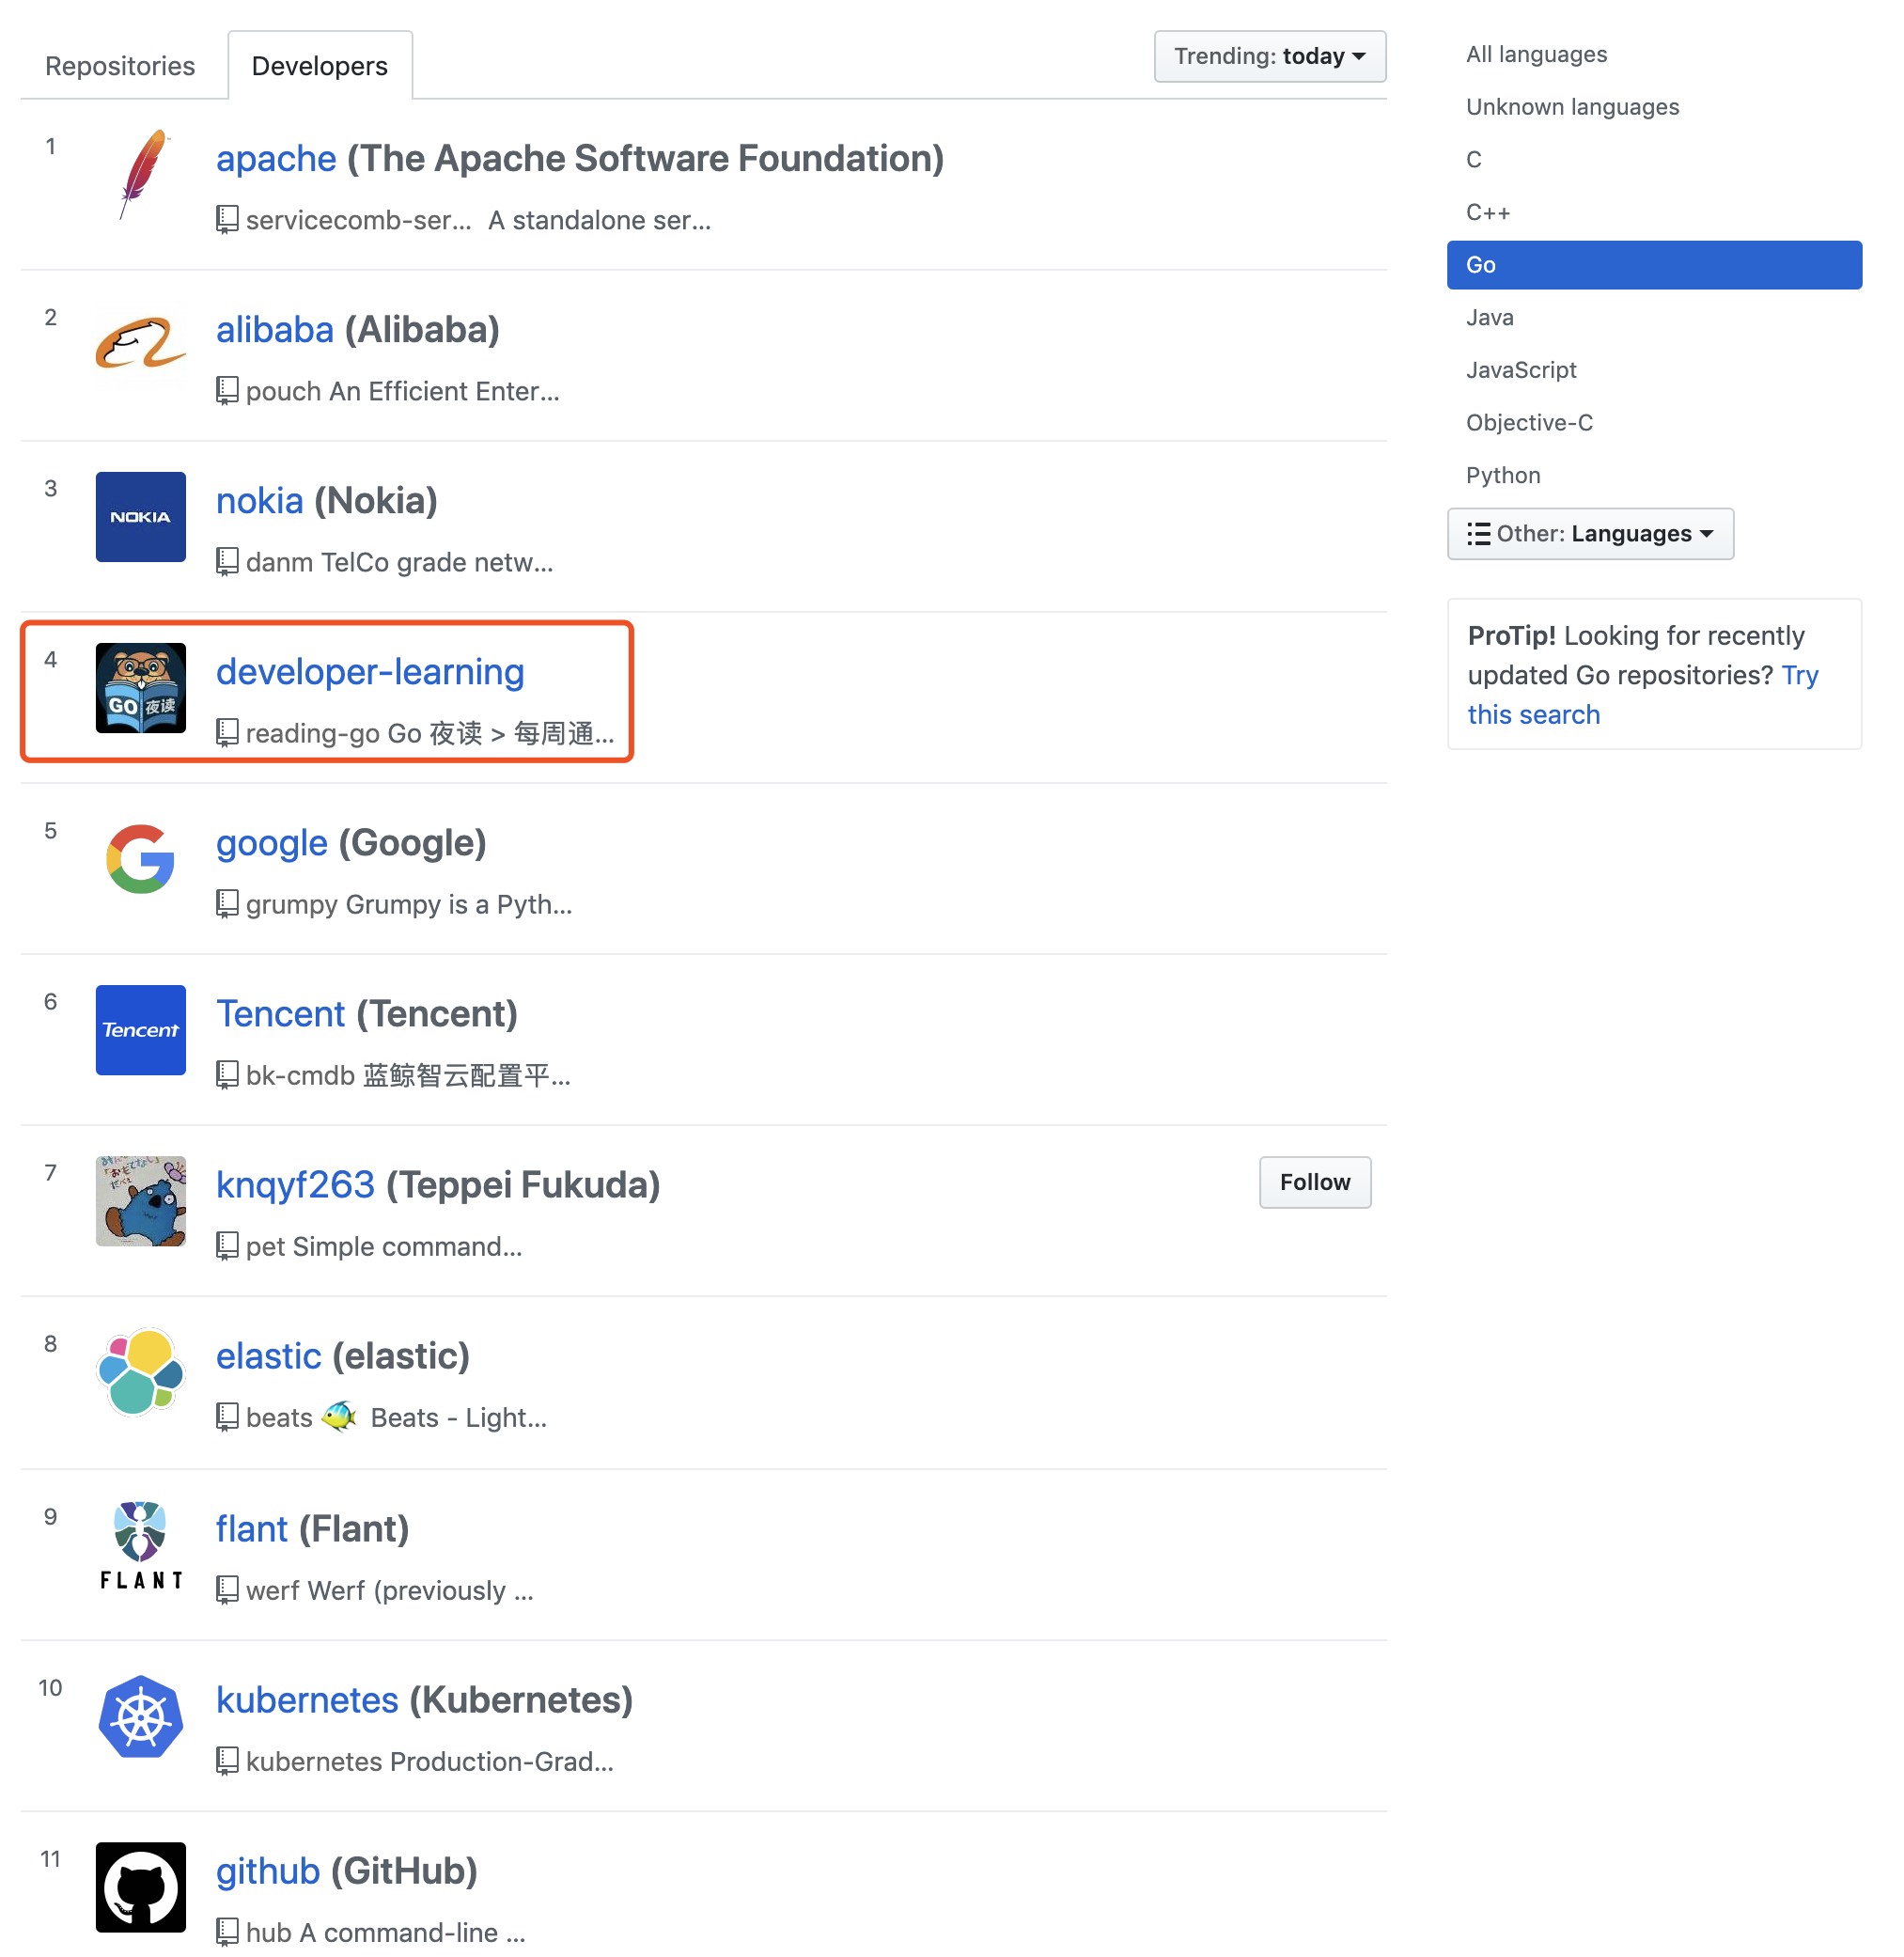 Repositories
Developers
Trending: today
1
apache (The Apache Software Foundation)
servicecomb-ser... A standalone ser...
2
alibaba (Alibaba)
pouch An Efficient Enter...
3
NOKIA
nokia (Nokia)
danm TelCo grade netw...
4
GO 夜读
developer-learning
reading-go Go 夜读 > 每周通...
5
google (Google)
grumpy Grumpy is a Pyth...
6
Tencent
Tencent (Tencent)
bk-cmdb 蓝鲸智云配置平...
7
knqyf263 (Teppei Fukuda)
Follow
pet Simple command...
8
elastic (elastic)
beats 🐠 Beats - Light...
9
FLANT
flant (Flant)
werf Werf (previously ...
10
kubernetes (Kubernetes)
kubernetes Production-Grad...
11
github (GitHub)
hub A command-line ...
All languages
Unknown languages
C
C++
Go
Java
JavaScript
Objective-C
Python
Other: Languages
ProTip! Looking for recently
updated Go repositories? Try
this search